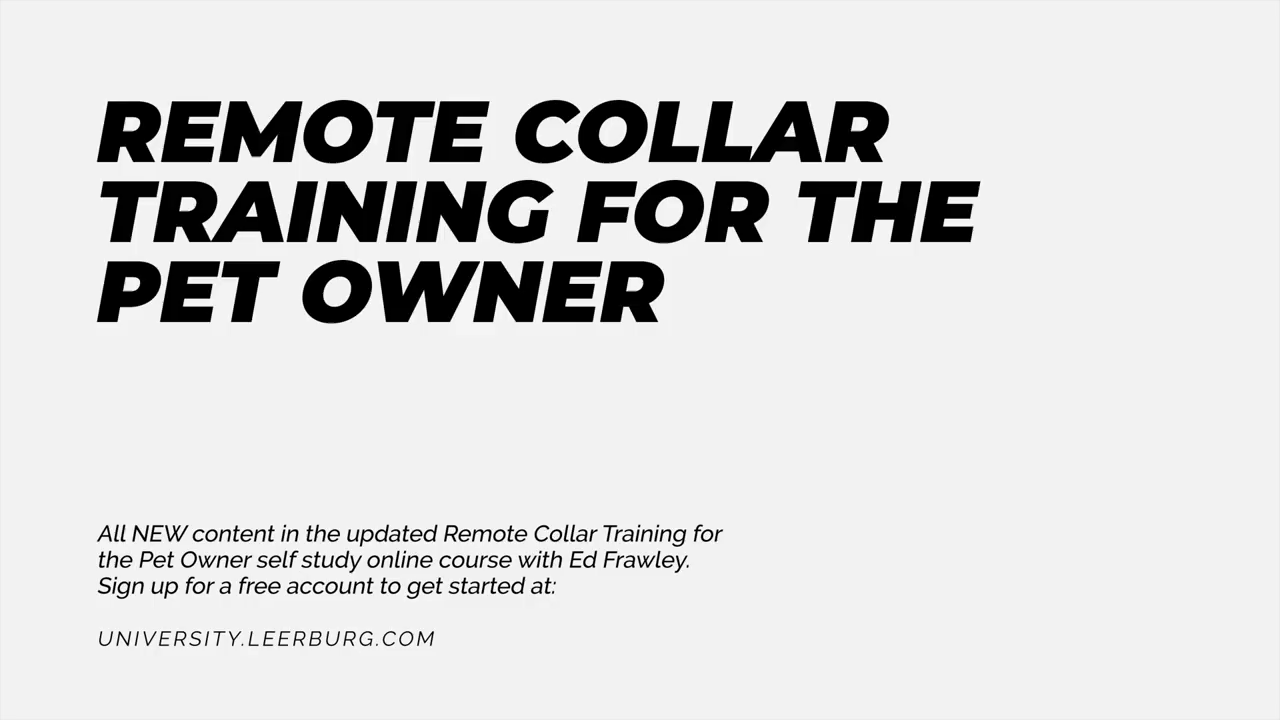 REMOTE COLLAR
TRAINING FOR THE
PET OWNER
All NEW content in the updated Remote Collar Training for
the Pet Owner self study online course with Ed Frawley.
Sign up for a free account to get started at:
UNIVERSITY.LEERBURG.COM